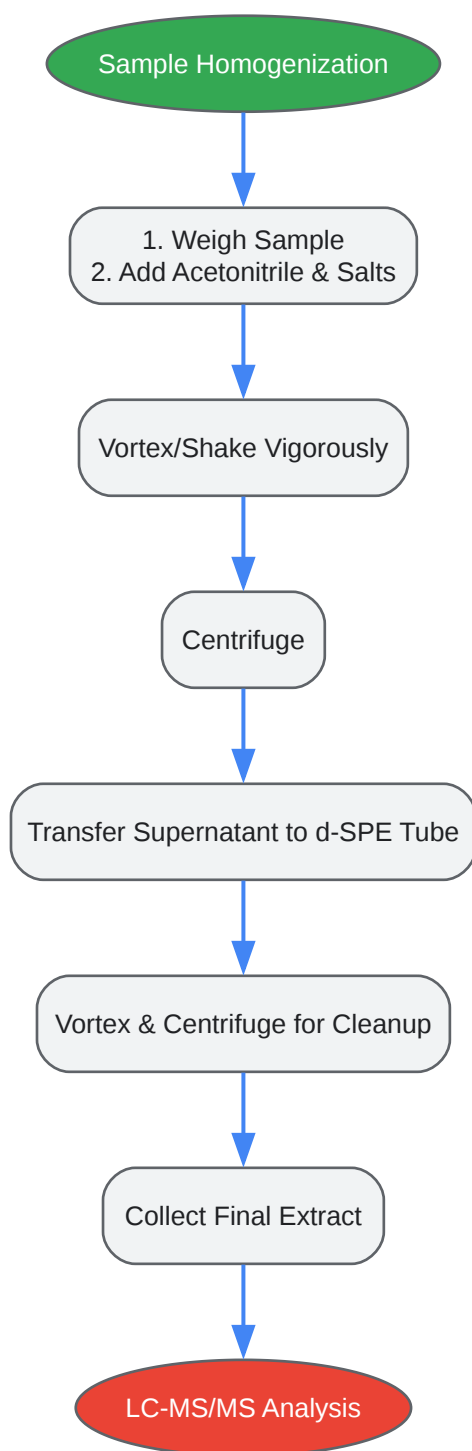 Sample Homogenization
1. Weigh Sample
2. Add Acetonitrile & Salts
Vortex/Shake Vigorously
Centrifuge
Transfer Supernatant to d-SPE Tube
Vortex & Centrifuge for Cleanup
Collect Final Extract
LC-MS/MS Analysis